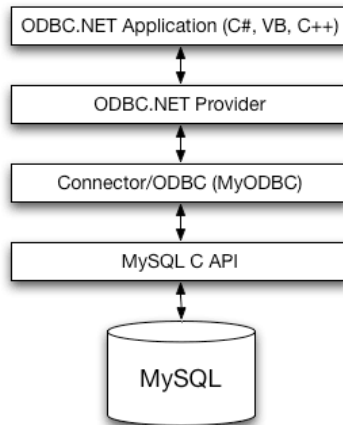 ODBC.NET Application (C#, VB, C++)
ODBC.NET Provider
Connector/ODBC (MyODBC)
MySQL C API
MySQL